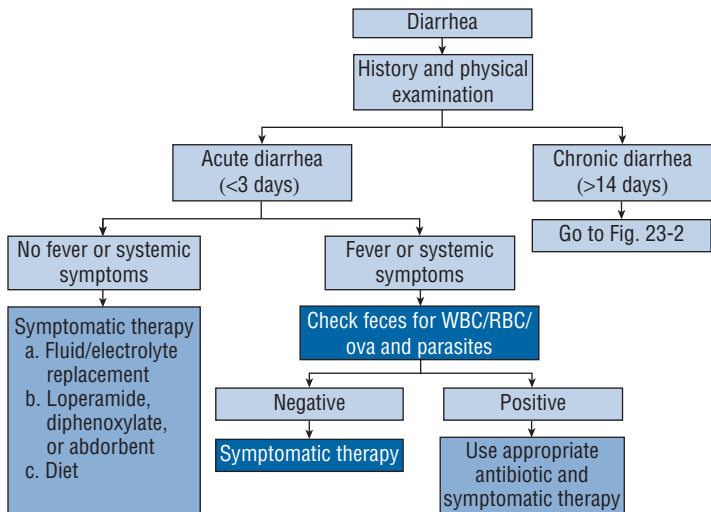 Diarrhea
History and physical
examination
Acute diarrhea
(<3 days)
Chronic diarrhea
(>14 days)
Go to Fig. 23-2
No fever or systemic
symptoms
Fever or systemic
symptoms
Symptomatic therapy
a. Fluid/electrolyte
replacement
b. Loperamide,
diphenoxylate,
or abdorbent
c. Diet
Check feces for WBC/RBC/
ova and parasites
Negative
Positive
Symptomatic therapy
Use appropriate
antibiotic and
symptomatic therapy